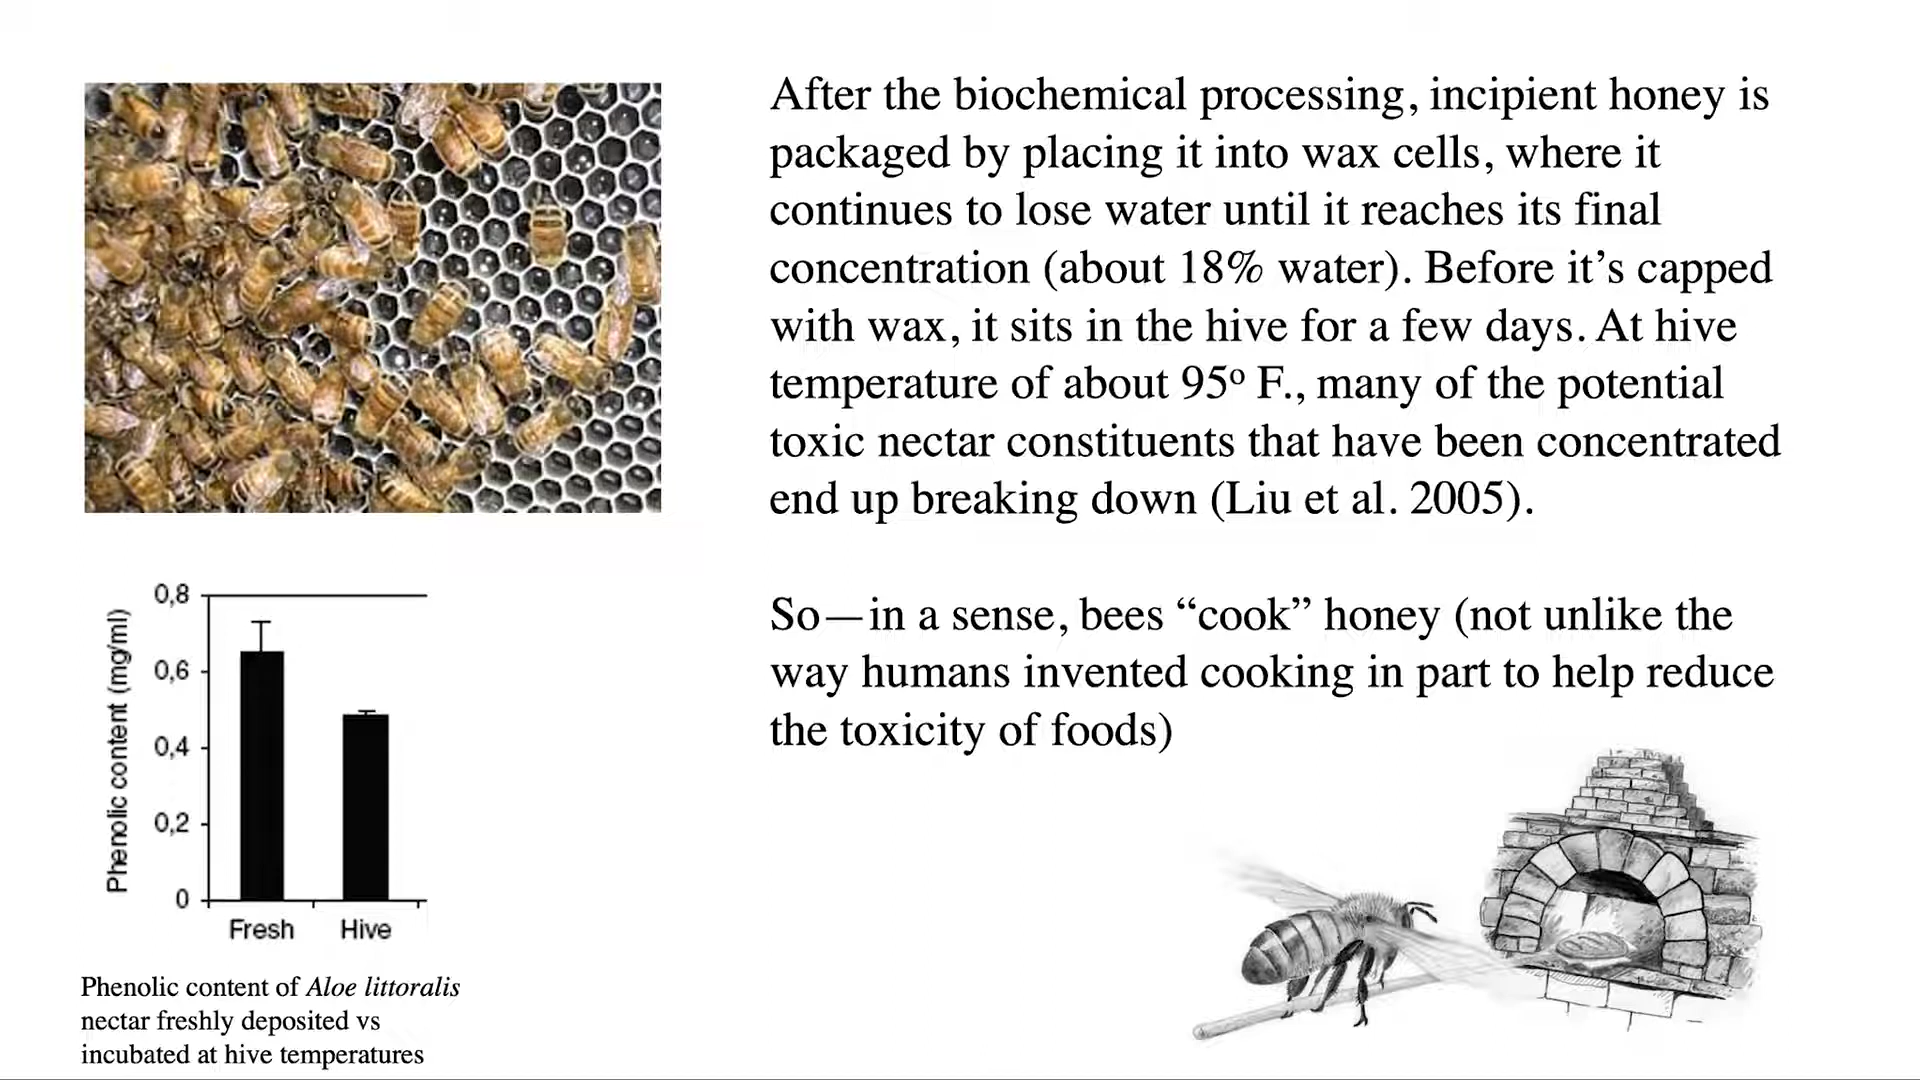 After the biochemical processing, incipient honey is
packaged by placing it into wax cells, where it
continues to lose water until it reaches its final
concentration (about 18% water). Before it’s capped
with wax, it sits in the hive for a few days. At hive
temperature of about 95º F., many of the potential
toxic nectar constituents that have been concentrated
end up breaking down (Liu et al. 2005).
So—in a sense, bees “cook” honey (not unlike the
way humans invented cooking in part to help reduce
the toxicity of foods)
Phenolic content (mg/ml)
0,8
0,6
0,4
0,2
0
Fresh Hive
Phenolic content of Aloe littoralis
nectar freshly deposited vs
incubated at hive temperatures